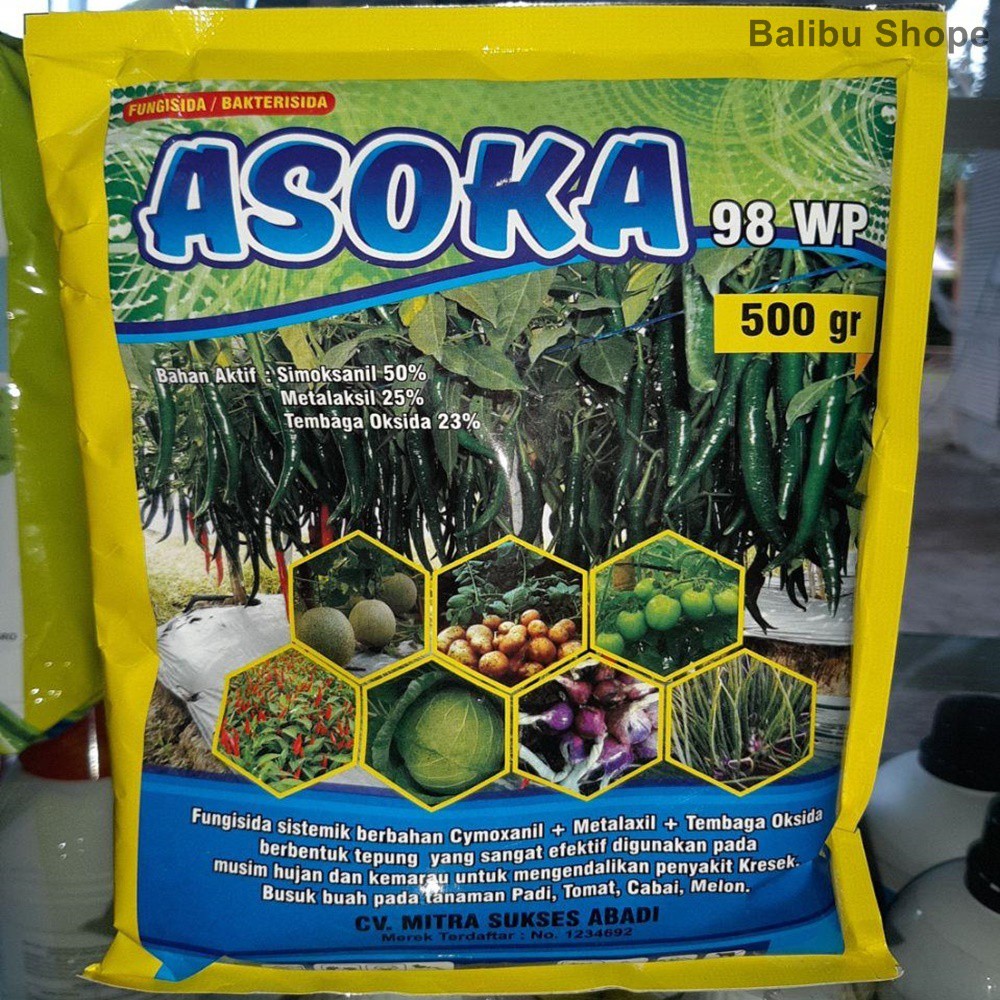 Balibu Shope
FUNGISIDA / BAKTERISIDA
ASOKA
98 WP
500 gr
Bahan Aktif : Simoksanil 50%
Metalaksil 25%
Tembaga Oksida 23%
Fungisida sistemik berbahan Cymoxanil + Metalaxil + Tembaga Oksida
berbentuk tepung yang sangat efektif digunakan pada
musim hujan dan kemarau untuk mengendalikan penyakit Kresek.
Busuk buah pada tanaman Padi, Tomat, Cabai, Melon.
CV. MITRA SUKSES ABADI
Merek Terdaftar : No. 1234692